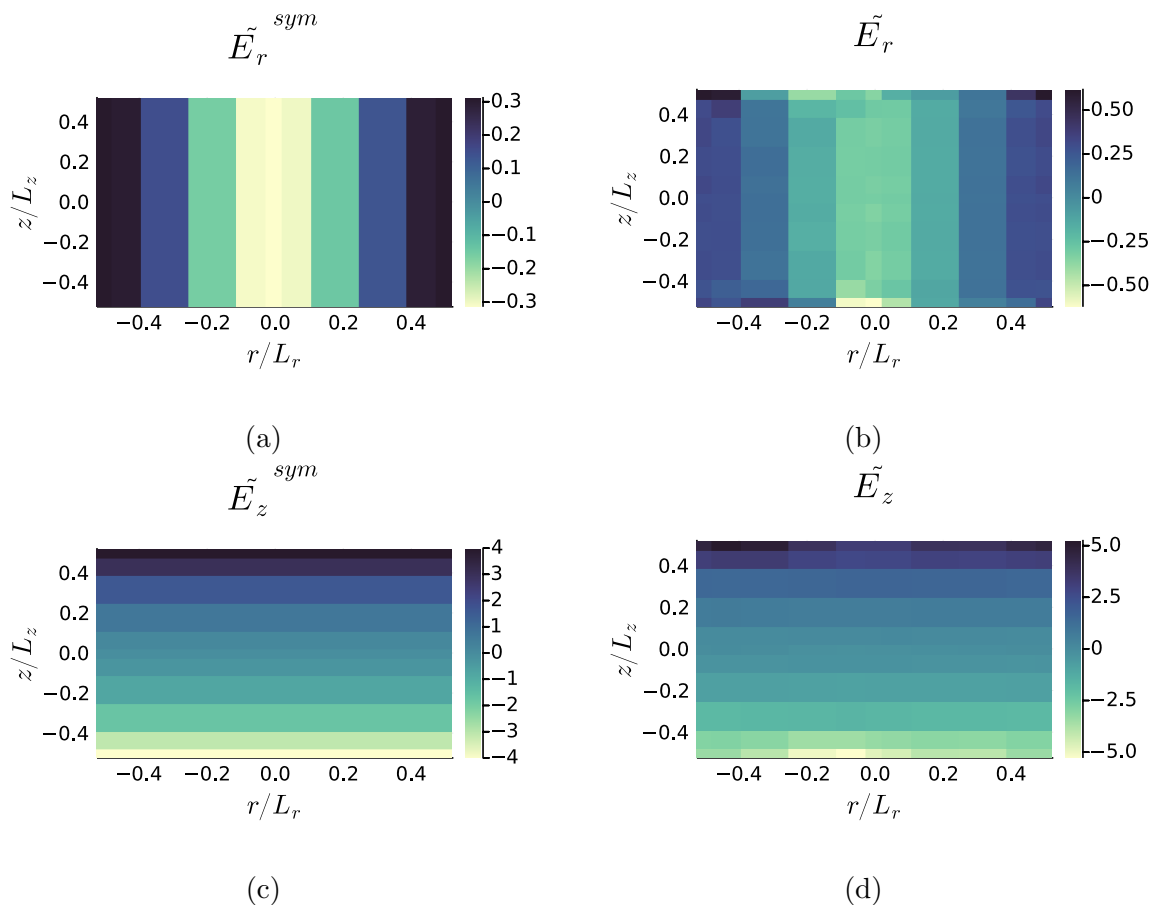 Ẽ_r^{sym}
0.4
0.2
0.0
−0.2
−0.4
z/L_z
−0.4 −0.2 0.0 0.2 0.4
r/L_r
0.3
0.2
0.1
0
−0.1
−0.2
−0.3
(a)
Ẽ_r
0.4
0.2
0.0
−0.2
−0.4
z/L_z
−0.4 −0.2 0.0 0.2 0.4
r/L_r
0.50
0.25
0
−0.25
−0.50
(b)
Ẽ_z^{sym}
0.4
0.2
0.0
−0.2
−0.4
z/L_z
−0.4 −0.2 0.0 0.2 0.4
r/L_r
4
3
2
1
0
−1
−2
−3
−4
(c)
Ẽ_z
0.4
0.2
0.0
−0.2
−0.4
z/L_z
−0.4 −0.2 0.0 0.2 0.4
r/L_r
5.0
2.5
0
−2.5
−5.0
(d)